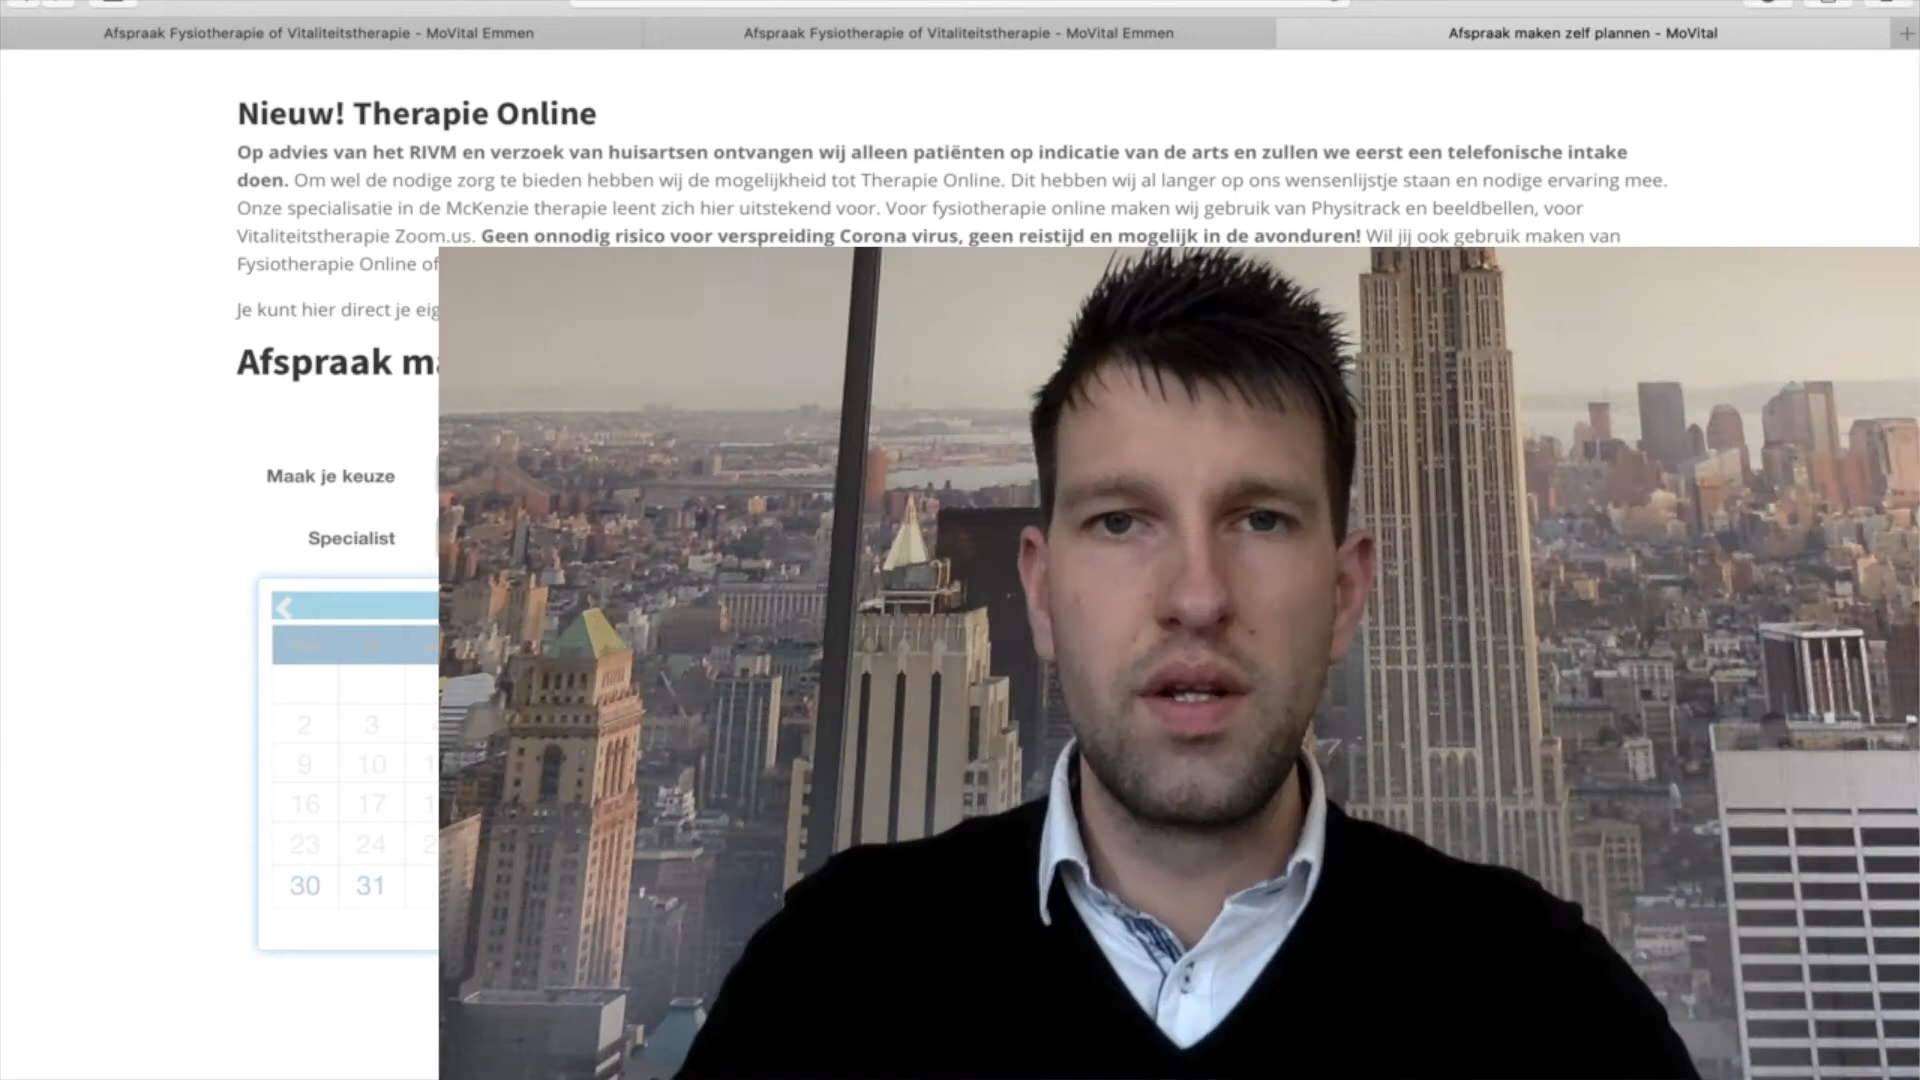 Afspraak Fysiotherapie of Vitaliteitstherapie - MoVital Emmen
Afspraak Fysiotherapie of Vitaliteitstherapie - MoVital Emmen
Afspraak maken zelf plannen - MoVital
Nieuw! Therapie Online
Op advies van het RIVM en verzoek van huisartsen ontvangen wij alleen patiënten op indicatie van de arts en zullen we eerst een telefonische intake
doen. Om wel de nodige zorg te bieden hebben wij de mogelijkheid tot Therapie Online. Dit hebben wij al langer op ons wensenlijstje staan en nodige ervaring mee.
Onze specialisatie in de McKenzie therapie leent zich hier uitstekend voor. Voor fysiotherapie online maken wij gebruik van Physitrack en beeldbellen, voor
Vitaliteitstherapie Zoom.us. Geen onnodig risico voor verspreiding Corona virus, geen reistijd en mogelijk in de avonduren! Wil jij ook gebruik maken van
Fysiotherapie Online of
Je kunt hier direct je eig
Afspraak ma
Maak je keuze
Specialist
2 3
9 10
16 17
23 24
30 31